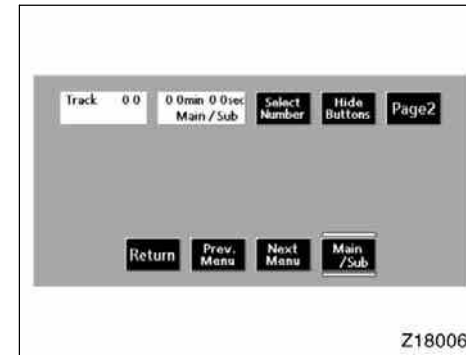 Track 0 0
0 0min 0 0sec
Main / Sub
Select
Number
Hide
Buttons
Page2
Return
Prev.
Menu
Next
Menu
Main
/Sub
Z18006